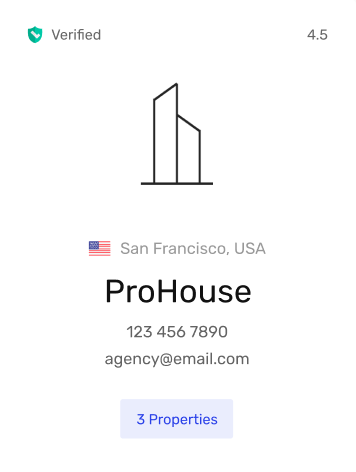 Verified
4.5
San Francisco, USA
ProHouse
123 456 7890
agency@email.com
3 Properties